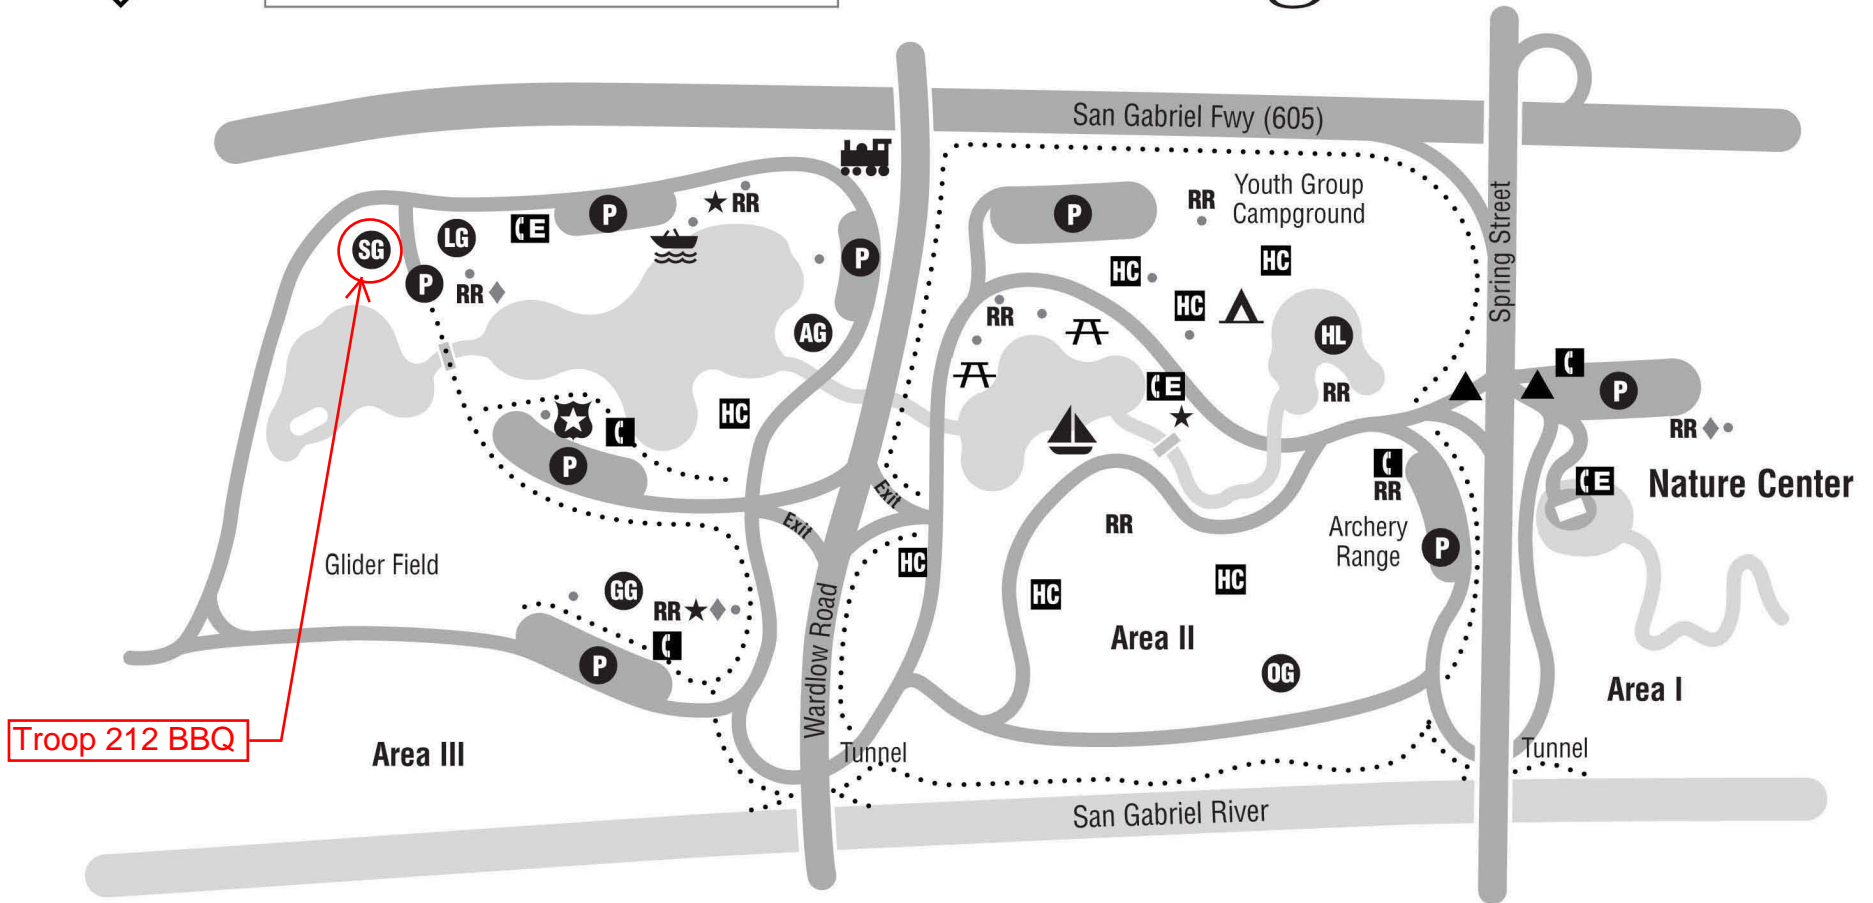 San Gabriel Fwy (605)
Spring Street
Youth Group
Campground
RR
RR
P
P
SG
LG
E
P
P
RR
HC
HC
HC
RR
AG
HL
RR
E
RR
P
P
RR
HC
P
Exit
Exit
RR
RR
Archery
Range
P
E
Nature Center
Glider Field
GG
RR
HC
HC
HC
P
Wardlow Road
Area II
OG
Area I
Troop 212 BBQ
Area III
Tunnel
Tunnel
San Gabriel River